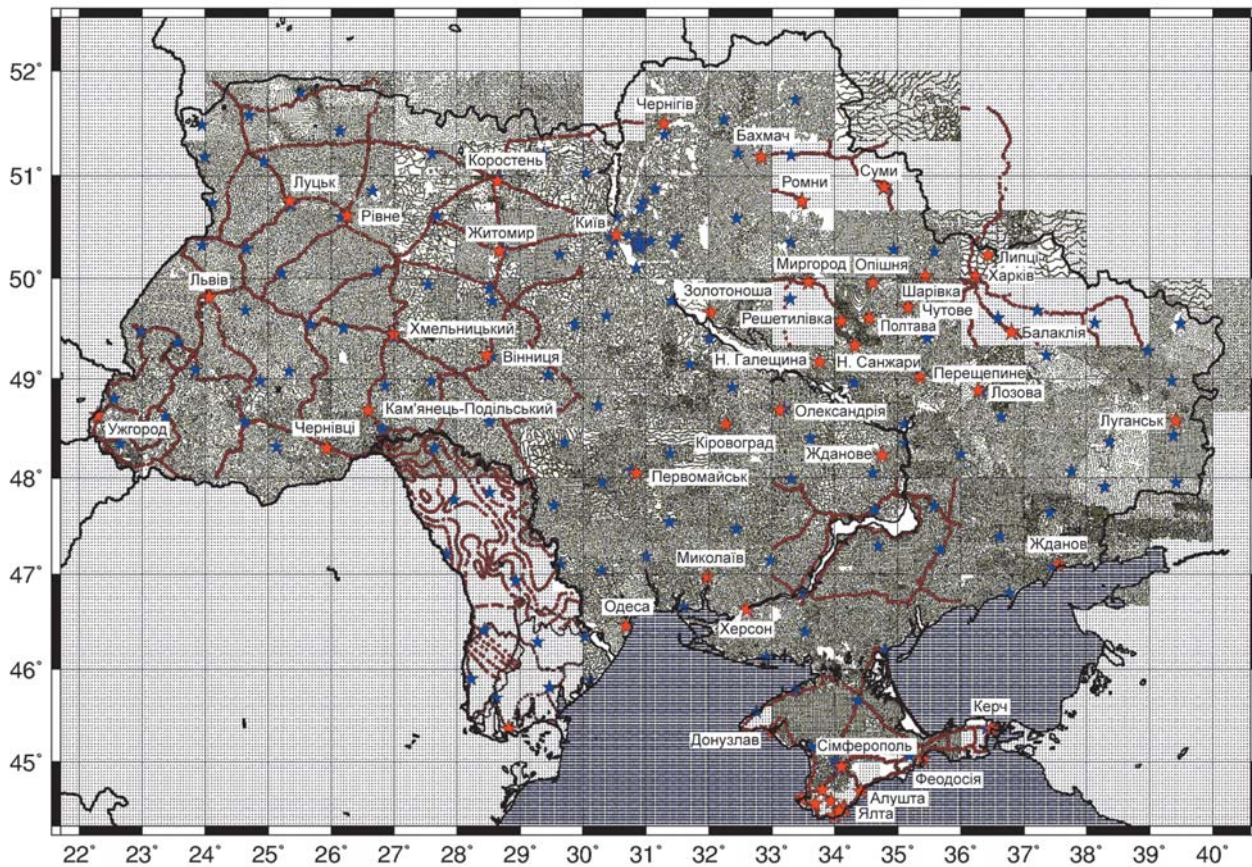 52°
Чернігів
Бахмач
51°
Коростень
Суми
Луцьк
Ромни
Рівне
Київ
Житомир
Липці
50°
Миргород
Опішня
Харків
Львів
Золотоноша
Шарівка
Чутове
Хмельницький
Решетилівка
Полтава
Балаклія
Вінниця
Н. Галещина
Н. Санжари
49°
Перещепине
Лозова
Кам'янець-Подільський
Олександрія
Ужгород
Чернівці
Кіровоград
Луганськ
Жданове
48°
Первомайськ
47°
Миколаїв
Жданов
Одеса
Херсон
46°
Керч
Донузлав
Сімферополь
45°
Феодосія
Алушта
Ялта
22° 23° 24° 25° 26° 27° 28° 29° 30° 31° 32° 33° 34° 35° 36° 37° 38° 39° 40°